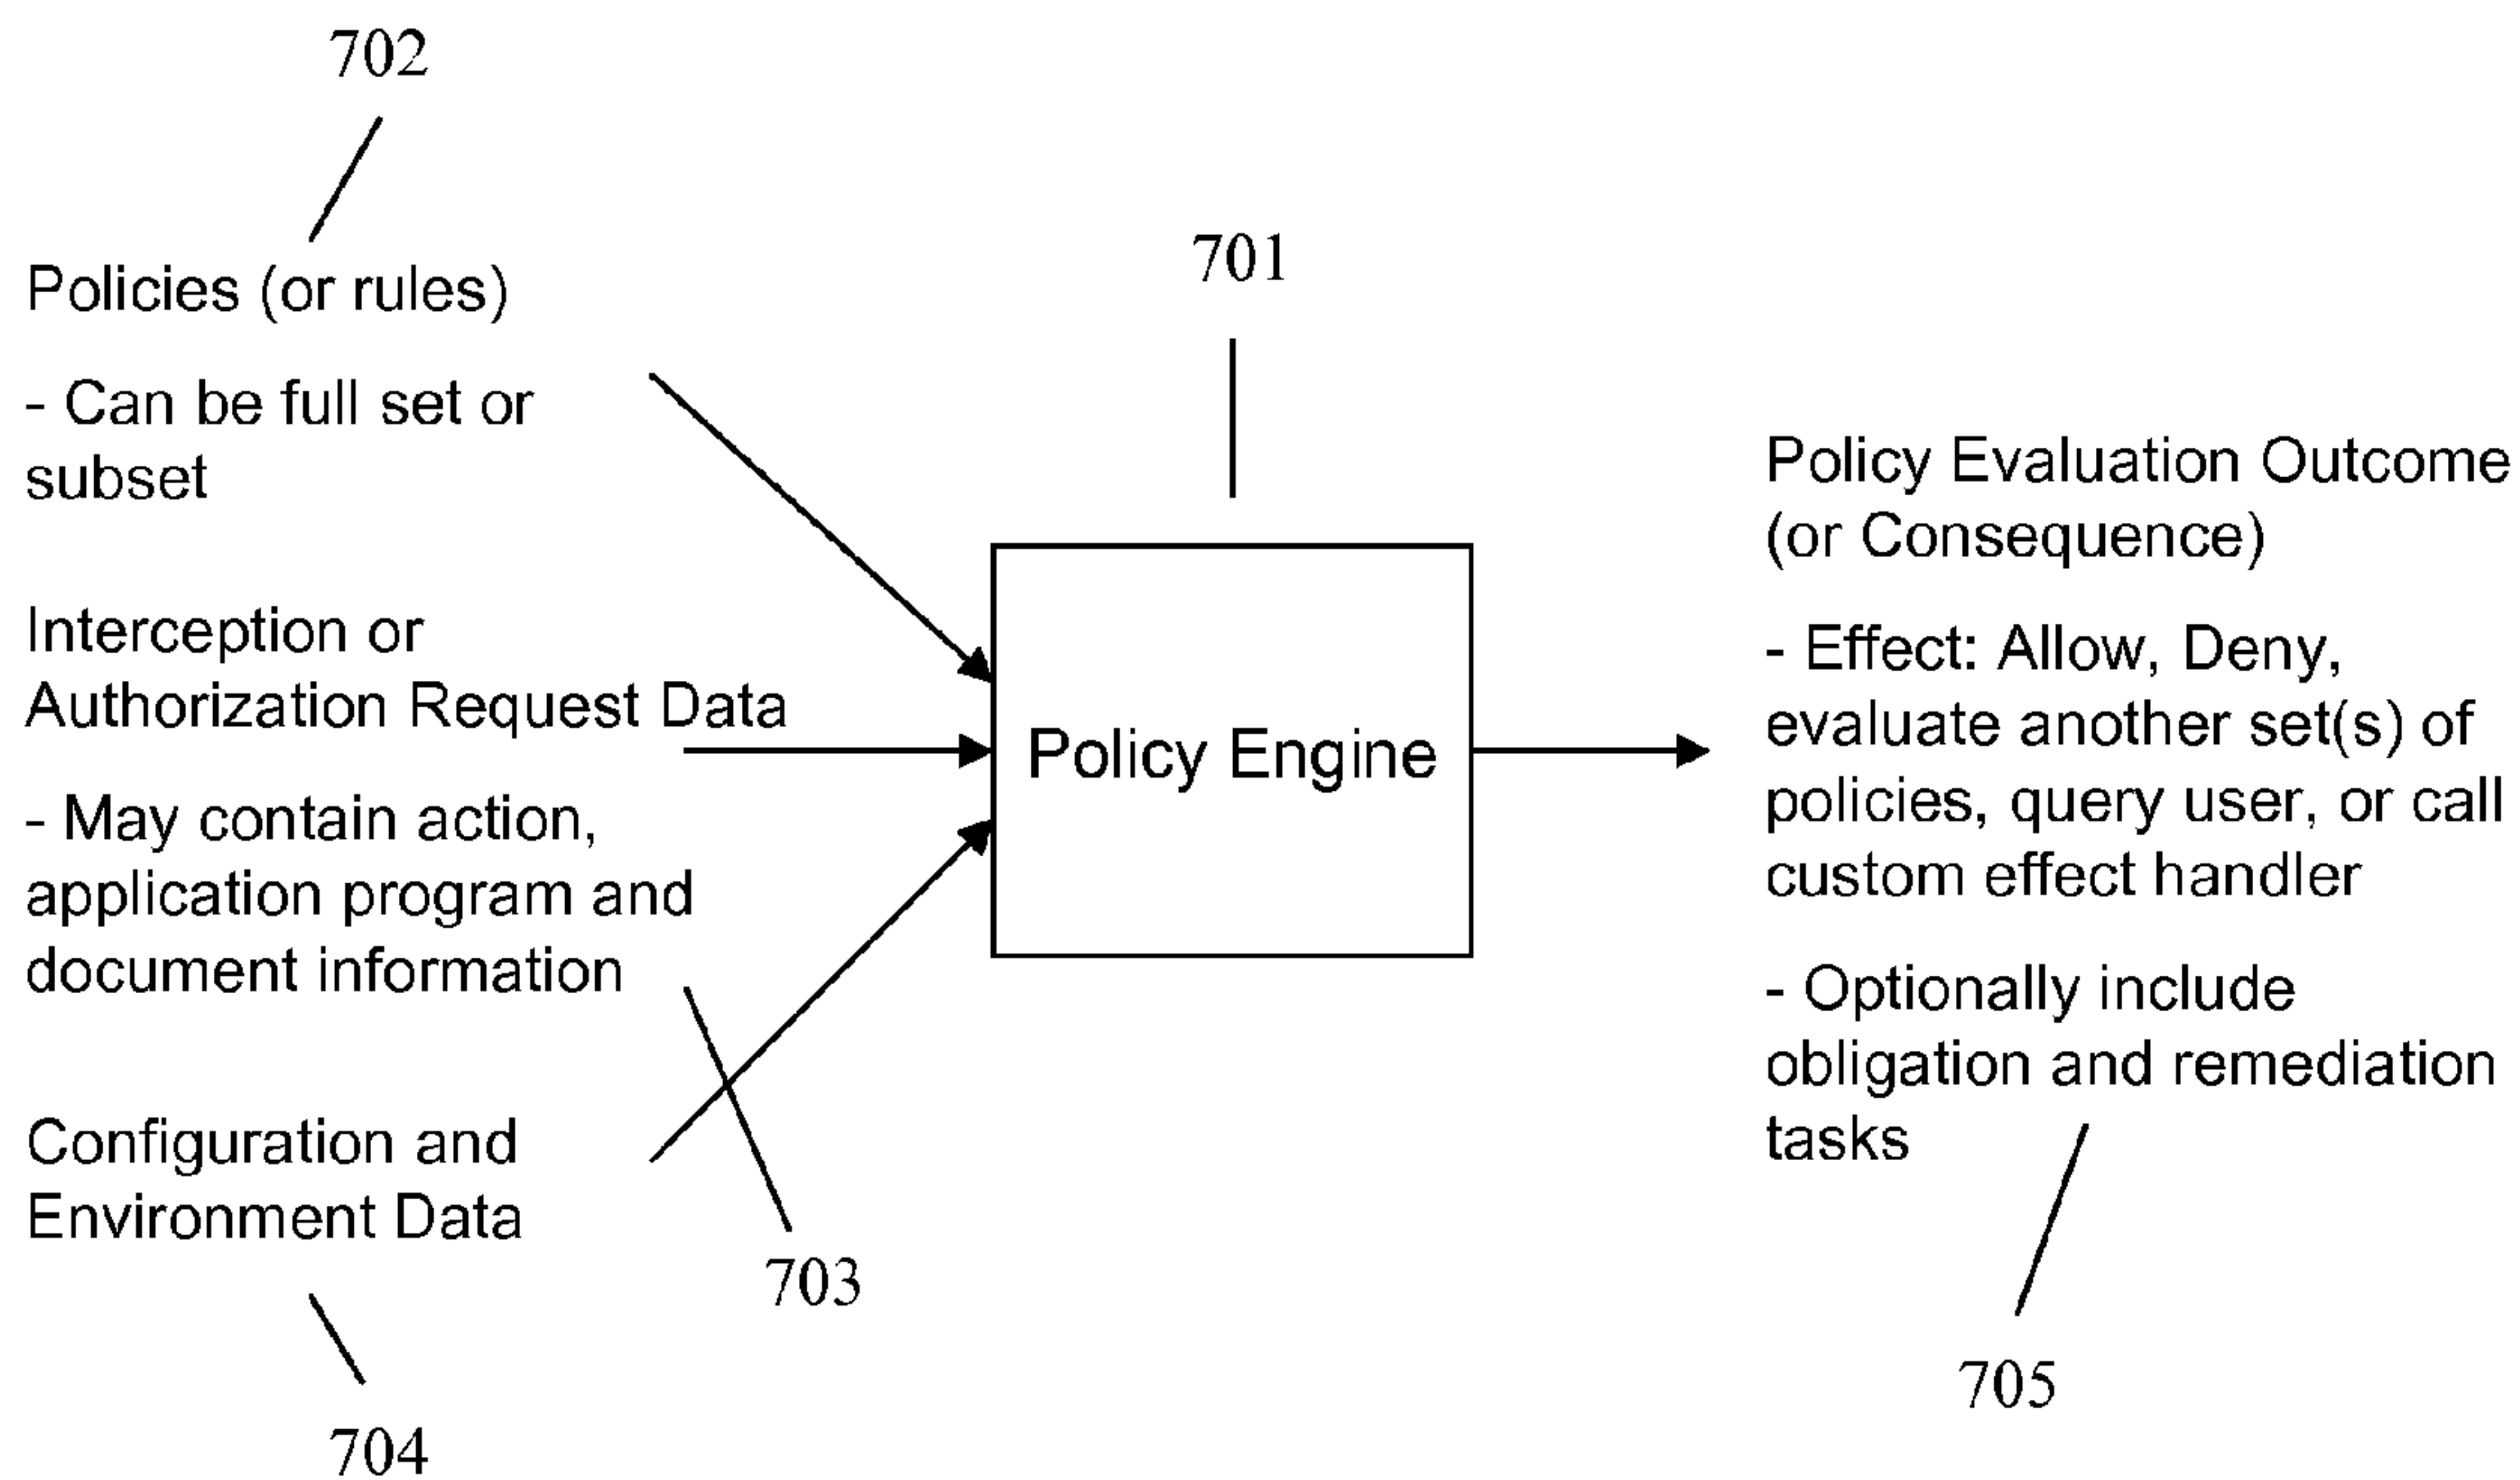 702
Policies (or rules)
- Can be full set or
subset
Interception or
Authorization Request Data
- May contain action,
application program and
document information
Configuration and
Environment Data
703
704
701
Policy Engine
Policy Evaluation Outcome
(or Consequence)
- Effect: Allow, Deny,
evaluate another set(s) of
policies, query user, or call
custom effect handler
- Optionally include
obligation and remediation
tasks
705